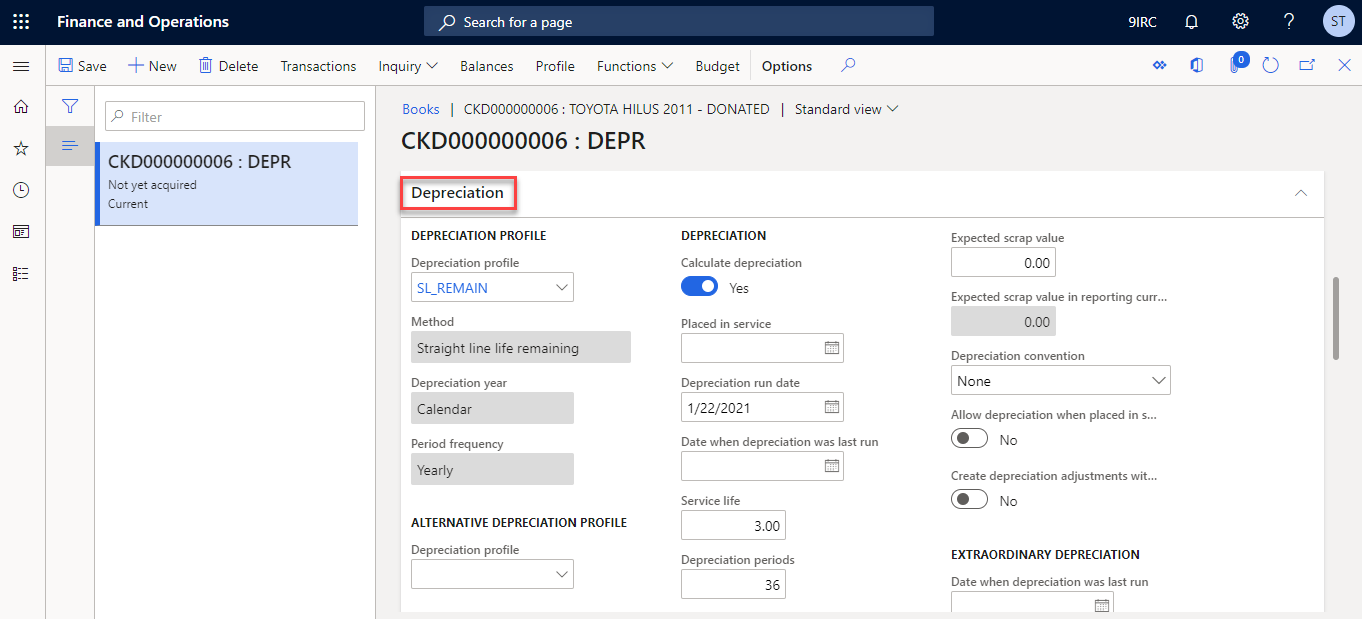 Finance and Operations
Search for a page
9IRC
?
ST
Save
New
Delete
Transactions
Inquiry
Balances
Profile
Functions
Budget
Options
0
Filter
CKD000000006 : DEPR
Not yet acquired
Current
Books | CKD000000006 : TOYOTA HILUS 2011 - DONATED | Standard view
CKD000000006 : DEPR
Depreciation
DEPRECIATION PROFILE
Depreciation profile
SL_REMAIN
Method
Straight line life remaining
Depreciation year
Calendar
Period frequency
Yearly
ALTERNATIVE DEPRECIATION PROFILE
Depreciation profile
DEPRECIATION
Calculate depreciation
Yes
Placed in service
Depreciation run date
1/22/2021
Date when depreciation was last run
Service life
3.00
Depreciation periods
36
Expected scrap value
0.00
Expected scrap value in reporting curr...
0.00
Depreciation convention
None
Allow depreciation when placed in s...
No
Create depreciation adjustments wit...
No
EXTRAORDINARY DEPRECIATION
Date when depreciation was last run